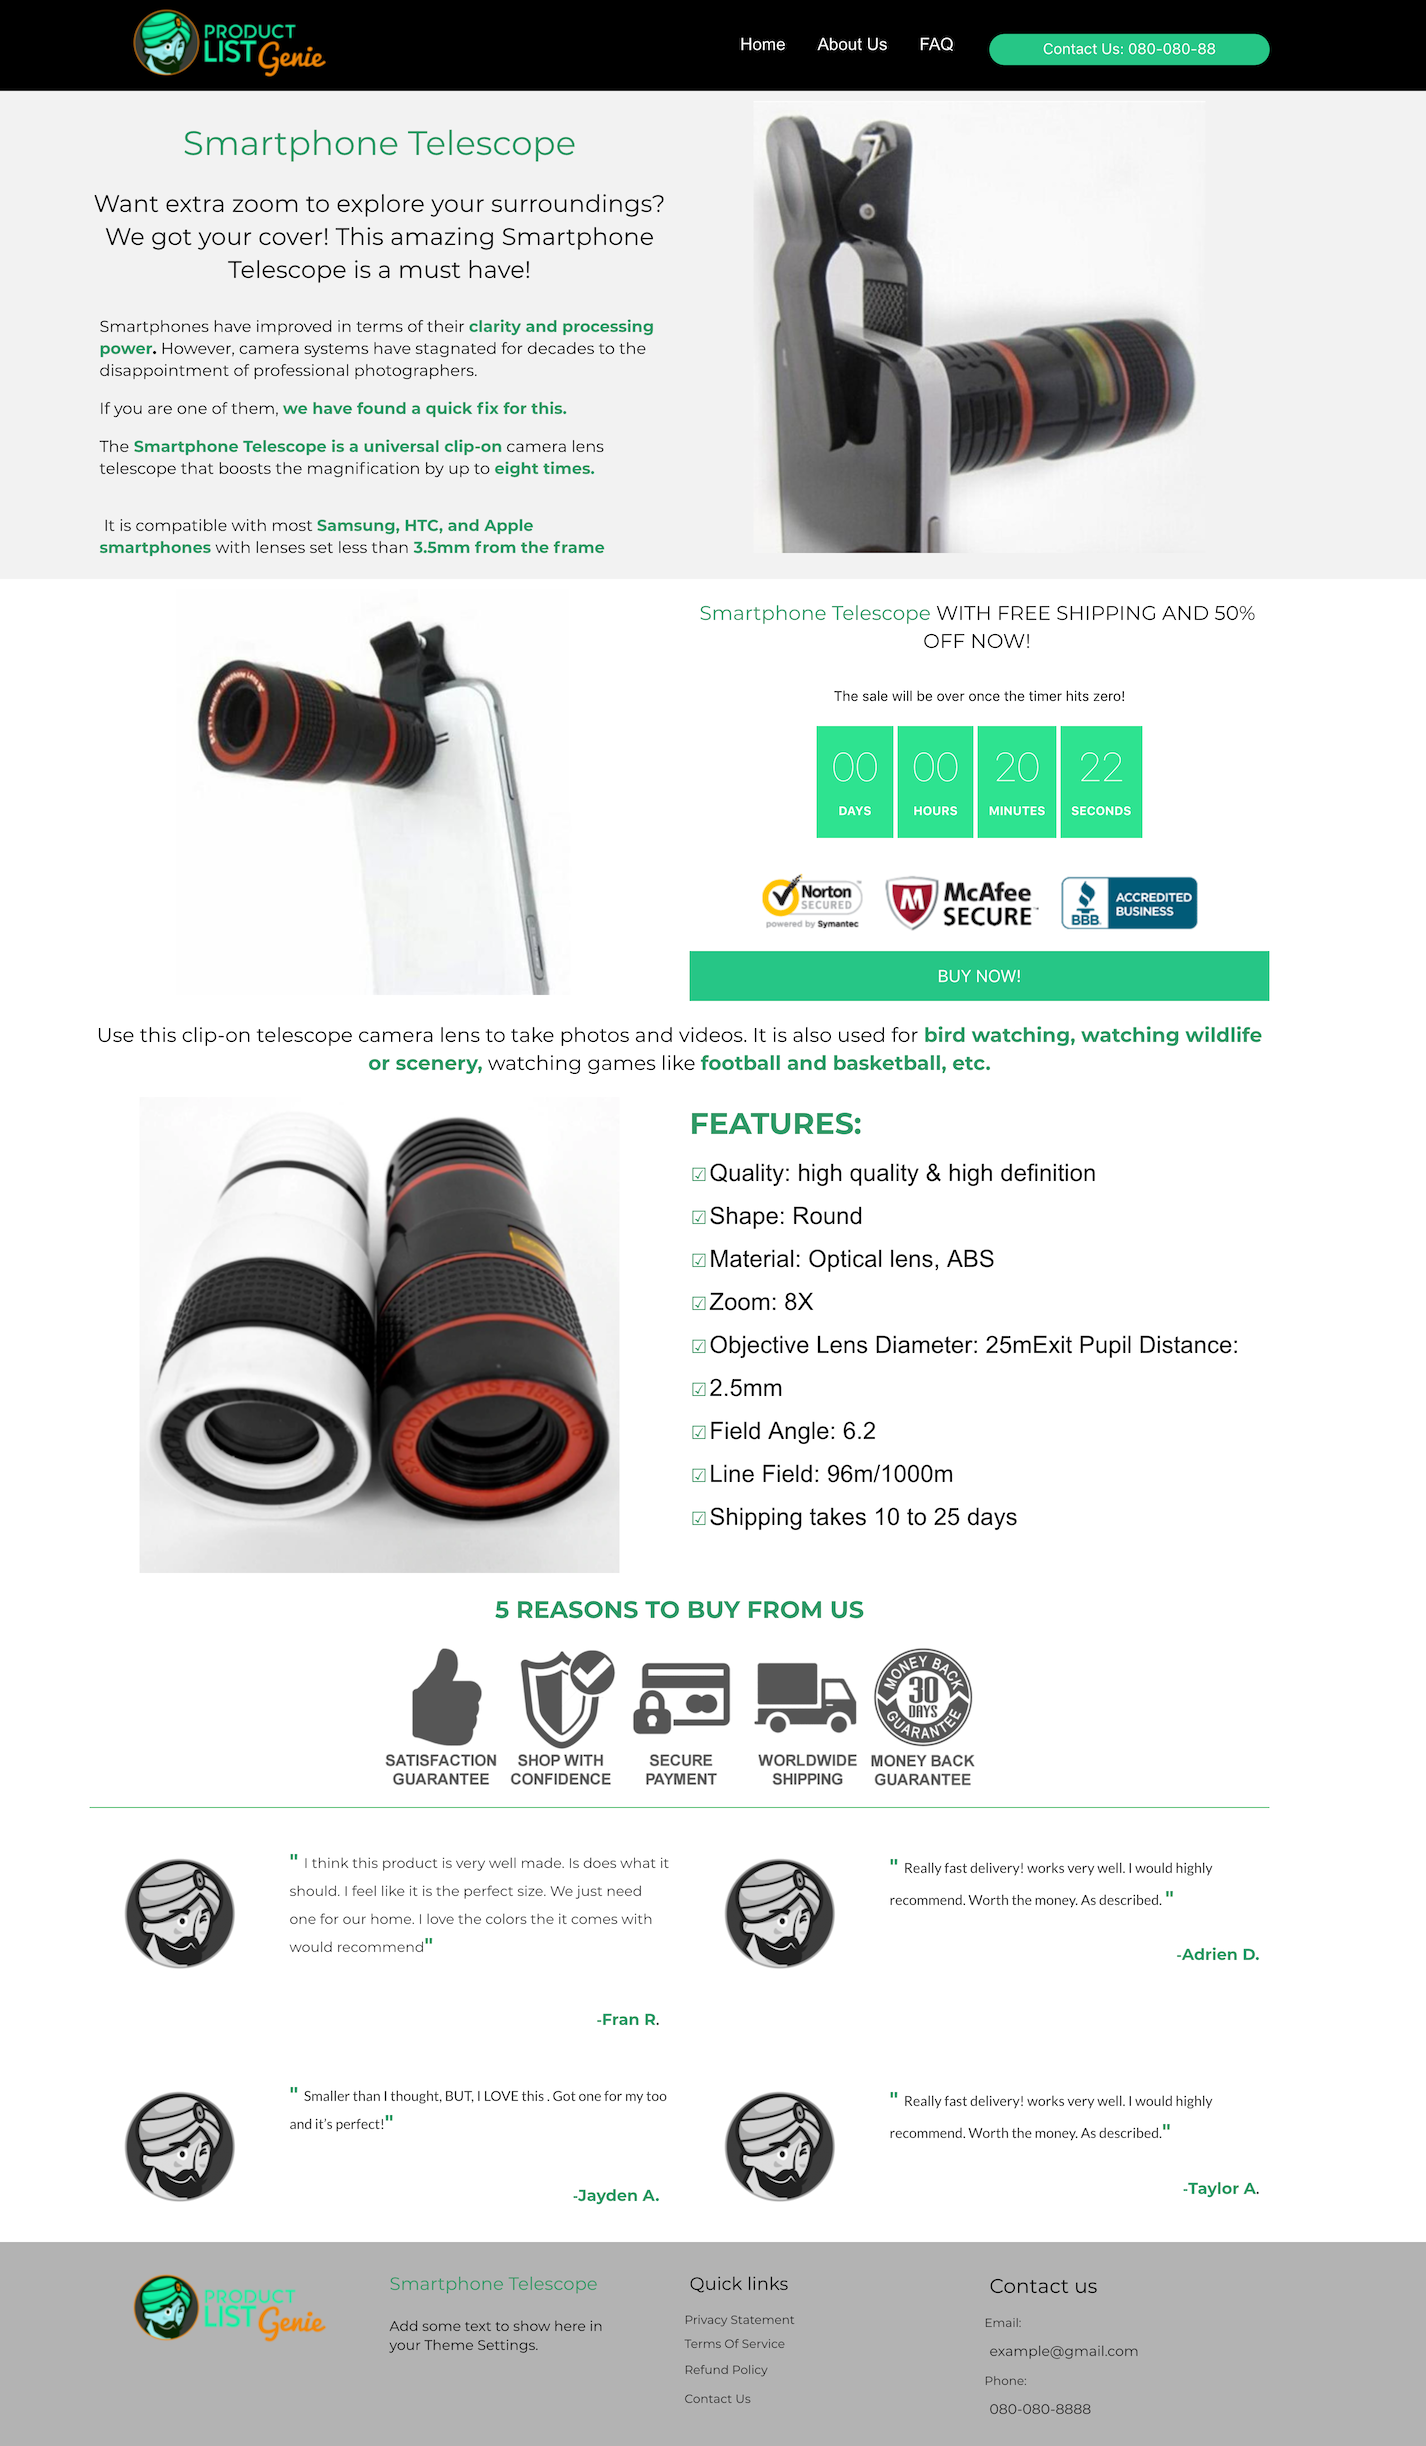 PRODUCT
LIST Genie
Home
About Us
FAQ
Contact Us: 080-080-88
Smartphone Telescope
Want extra zoom to explore your surroundings?
We got your cover! This amazing Smartphone
Telescope is a must have!
Smartphones have improved in terms of their clarity and processing
power. However, camera systems have stagnated for decades to the
disappointment of professional photographers.
If you are one of them, we have found a quick fix for this.
The Smartphone Telescope is a universal clip-on camera lens
telescope that boosts the magnification by up to eight times.
It is compatible with most Samsung, HTC, and Apple
smartphones with lenses set less than 3.5mm from the frame
Smartphone Telescope WITH FREE SHIPPING AND 50%
OFF NOW!
The sale will be over once the timer hits zero!
00 00 20 22
DAYS HOURS MINUTES SECONDS
Norton
SECURED
powered by Symantec
McAfee
SECURE™
BBB
ACCREDITED
BUSINESS
BUY NOW!
Use this clip-on telescope camera lens to take photos and videos. It is also used for bird watching, watching wildlife
or scenery, watching games like football and basketball, etc.
8X ZOOM LENS F18mm 16°
FEATURES:
☑Quality: high quality & high definition
☑Shape: Round
☑Material: Optical lens, ABS
☑Zoom: 8X
☑Objective Lens Diameter: 25mExit Pupil Distance:
☑2.5mm
☑Field Angle: 6.2
☑Line Field: 96m/1000m
☑Shipping takes 10 to 25 days
5 REASONS TO BUY FROM US
MONEY BACK
30
DAYS
GUARANTEE
SATISFACTION
GUARANTEE
SHOP WITH
CONFIDENCE
SECURE
PAYMENT
WORLDWIDE
SHIPPING
MONEY BACK
GUARANTEE
" I think this product is very well made. Is does what it
should. I feel like it is the perfect size. We just need
one for our home. I love the colors the it comes with
would recommend"
-Fran R.
" Really fast delivery! works very well. I would highly
recommend. Worth the money. As described. "
-Adrien D.
" Smaller than I thought, BUT, I LOVE this . Got one for my too
and it's perfect!"
-Jayden A.
" Really fast delivery! works very well. I would highly
recommend. Worth the money. As described."
-Taylor A.
PRODUCT
LIST Genie
Smartphone Telescope
Add some text to show here in
your Theme Settings.
Quick links
Privacy Statement
Terms Of Service
Refund Policy
Contact Us
Contact us
Email:
example@gmail.com
Phone:
080-080-8888